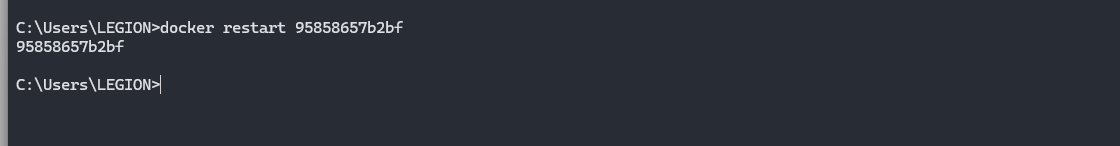 C:\Users\LEGION>docker restart 95858657b2bf
95858657b2bf
C:\Users\LEGION>